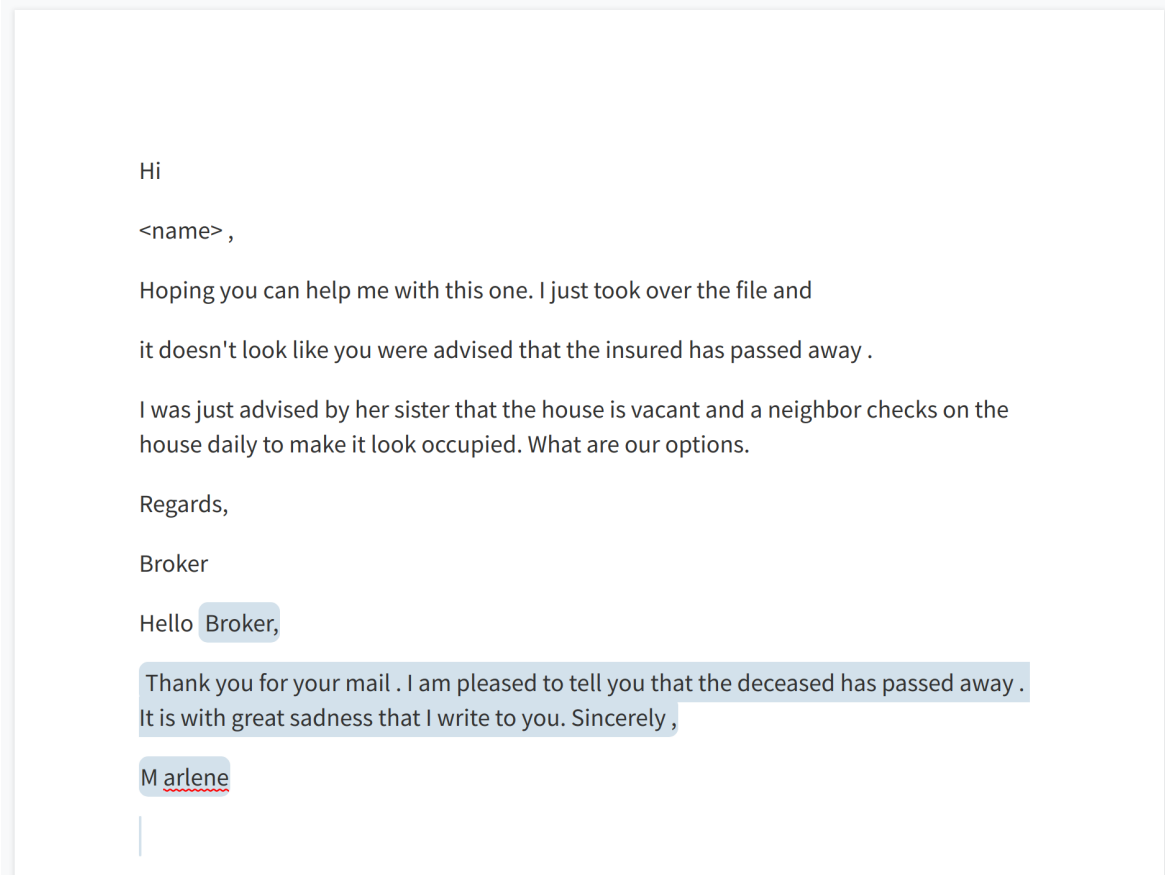 Hi
<name> ,
Hoping you can help me with this one. I just took over the file and
it doesn't look like you were advised that the insured has passed away .
I was just advised by her sister that the house is vacant and a neighbor checks on the
house daily to make it look occupied. What are our options.
Regards,
Broker
Hello Broker,
Thank you for your mail . I am pleased to tell you that the deceased has passed away .
It is with great sadness that I write to you. Sincerely ,
M arlene